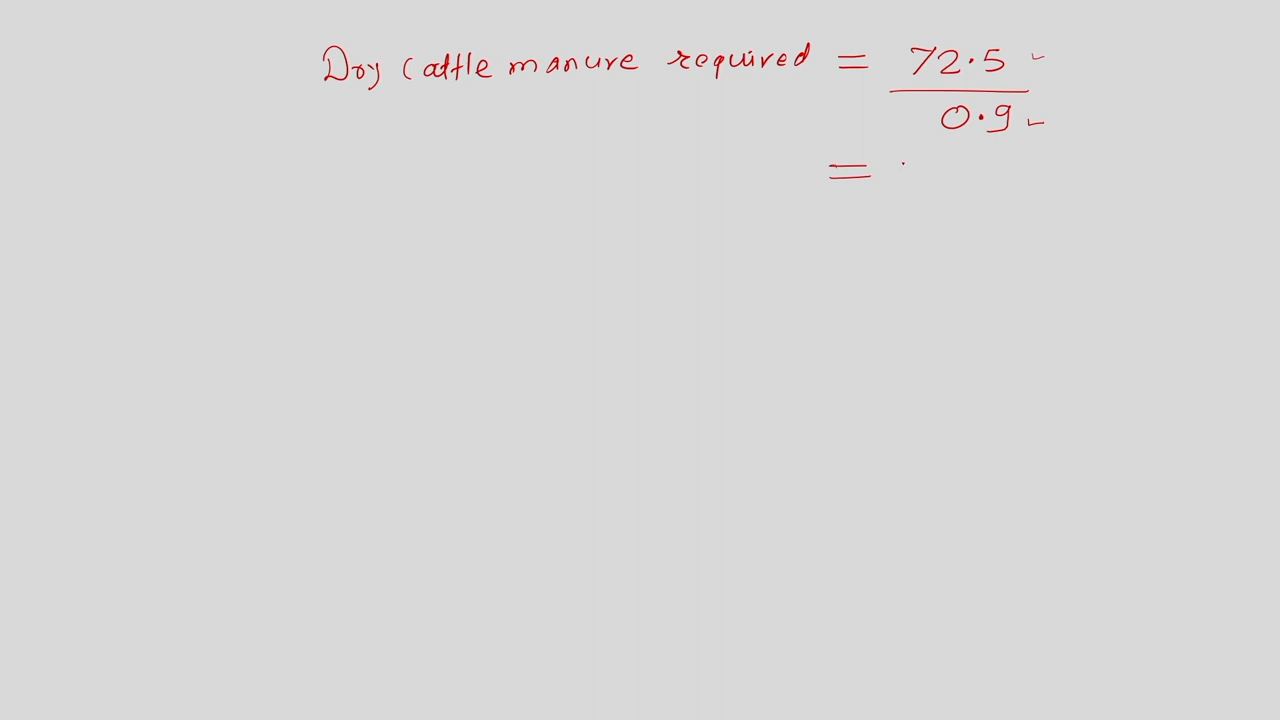 Dry cattle manure required = 72.5
0.9
=